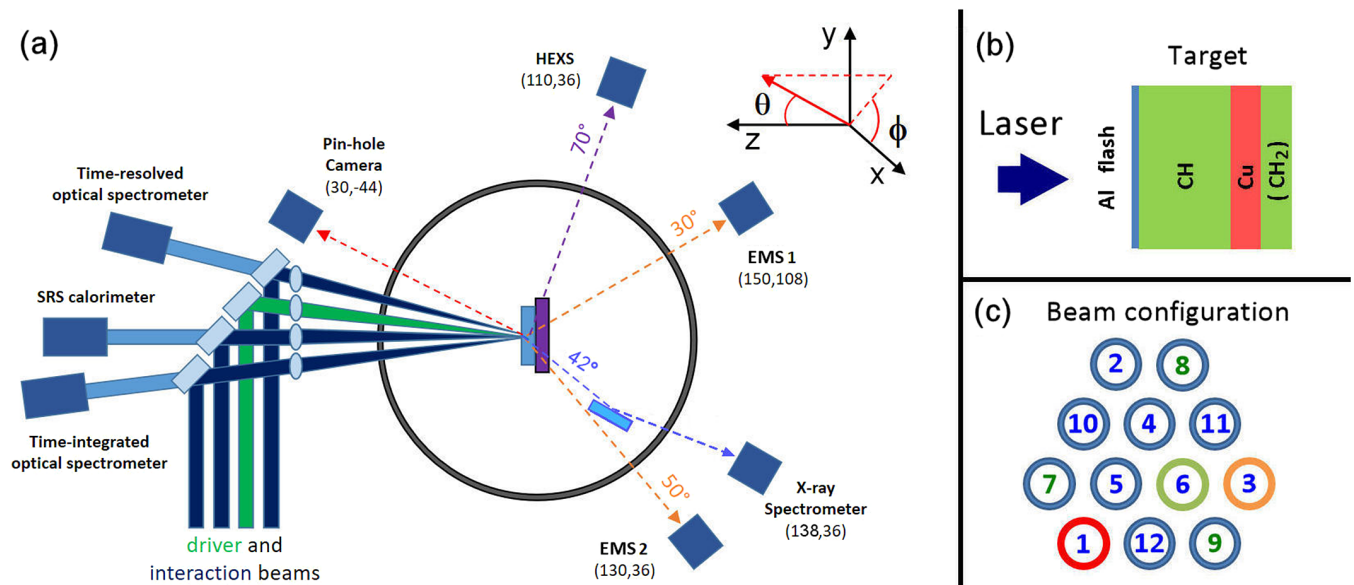 (a)
HEXS
(110,36)
70°
y
θ
ϕ
z
x
Pin-hole
Camera
(30,-44)
Time-resolved
optical spectrometer
30°
EMS 1
(150,108)
SRS calorimeter
42°
Time-integrated
optical spectrometer
50°
X-ray
Spectrometer
(138,36)
EMS 2
(130,36)
driver and
interaction beams
(b)
Target
Laser
Al flash
CH
Cu
(CH₂)
(c)
Beam configuration
2 8
10 4 11
7 5 6 3
1 12 9